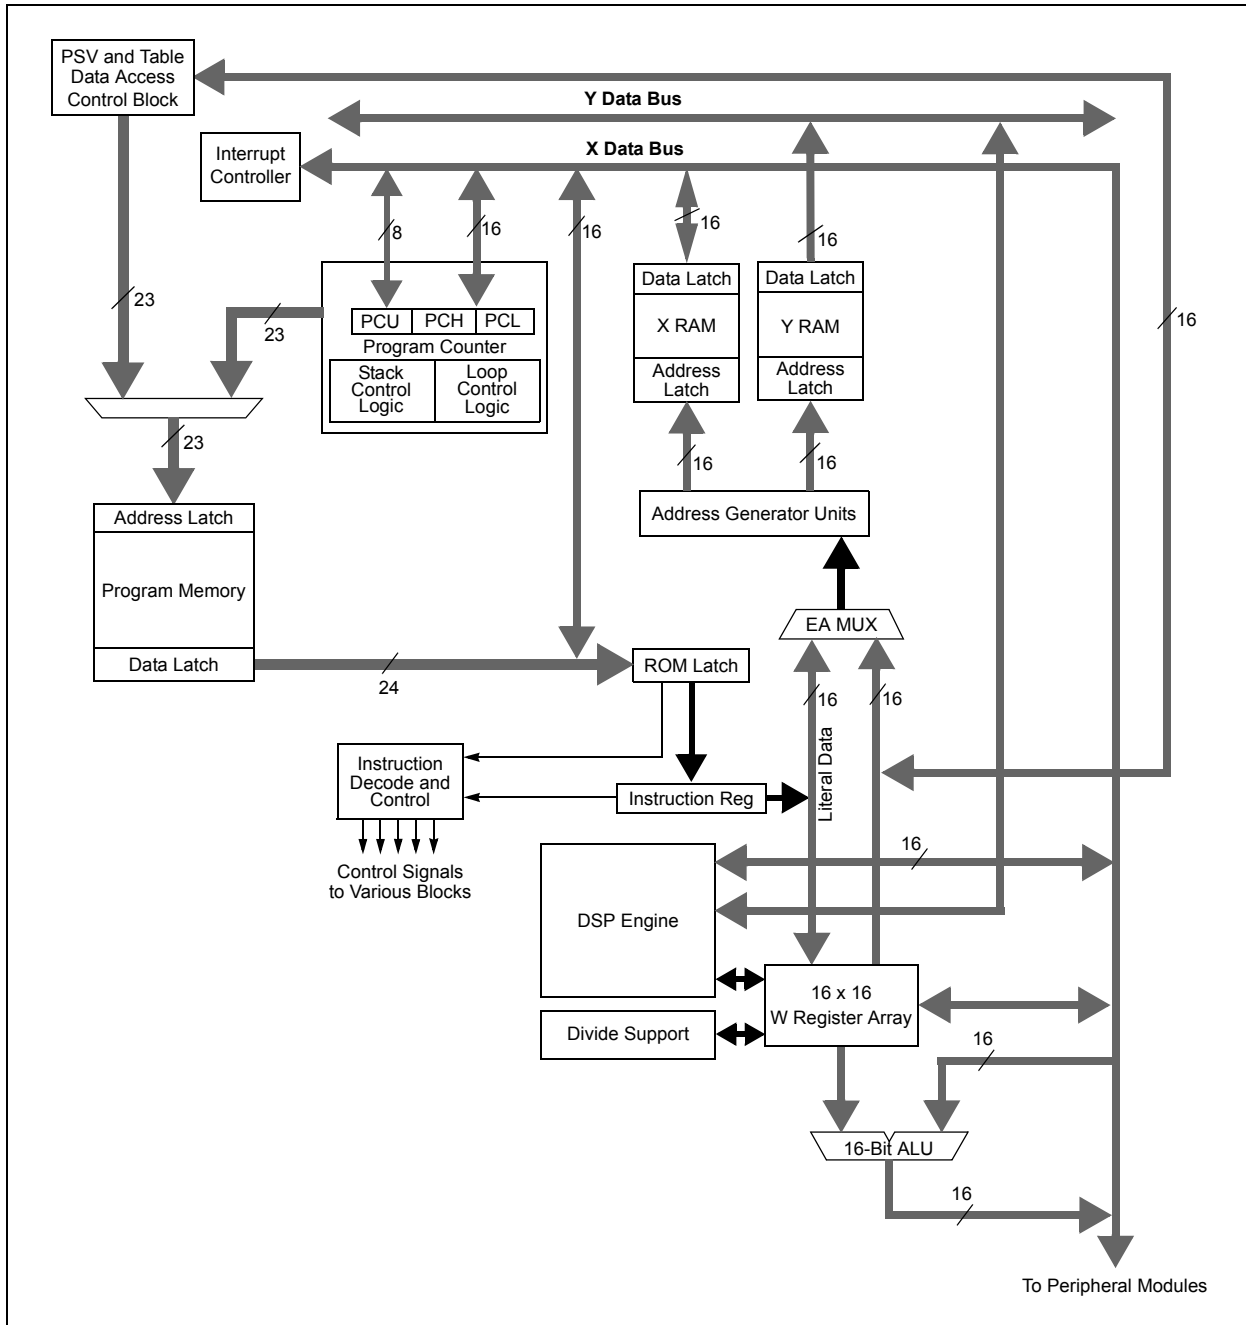 PSV and Table
Data Access
Control Block
Y Data Bus
Interrupt
Controller
X Data Bus
8
16
16
16
16
23
23
16
PCU
PCH
PCL
Program Counter
Stack
Control
Logic
Loop
Control
Logic
Data Latch
X RAM
Address
Latch
Data Latch
Y RAM
Address
Latch
23
16
16
Address Latch
Program Memory
Data Latch
Address Generator Units
EA MUX
24
ROM Latch
16
16
Literal Data
Instruction
Decode and
Control
Instruction Reg
Control Signals
to Various Blocks
16
DSP Engine
16 x 16
W Register Array
Divide Support
16
16-Bit ALU
16
To Peripheral Modules